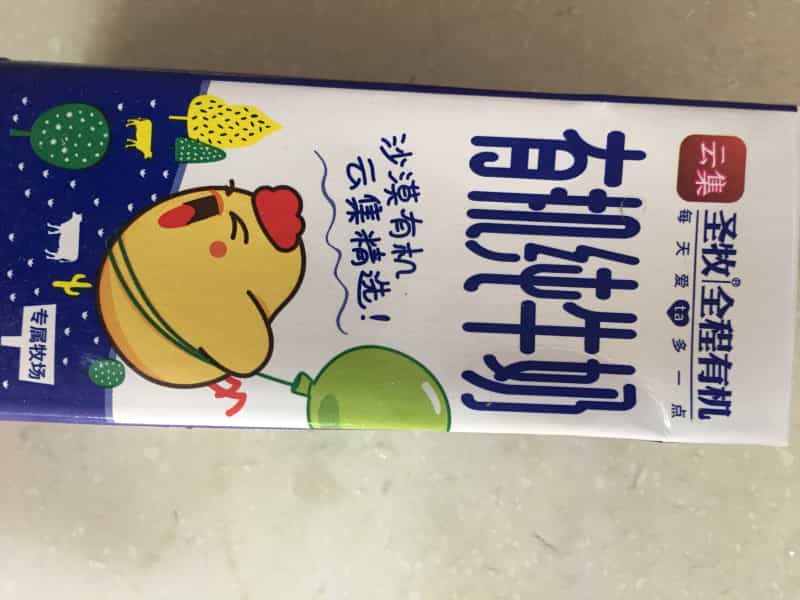 云集
圣牧®全程有机
每天爱ta多一点
有机纯牛奶
沙漠有机
云集精选!
专属牧场